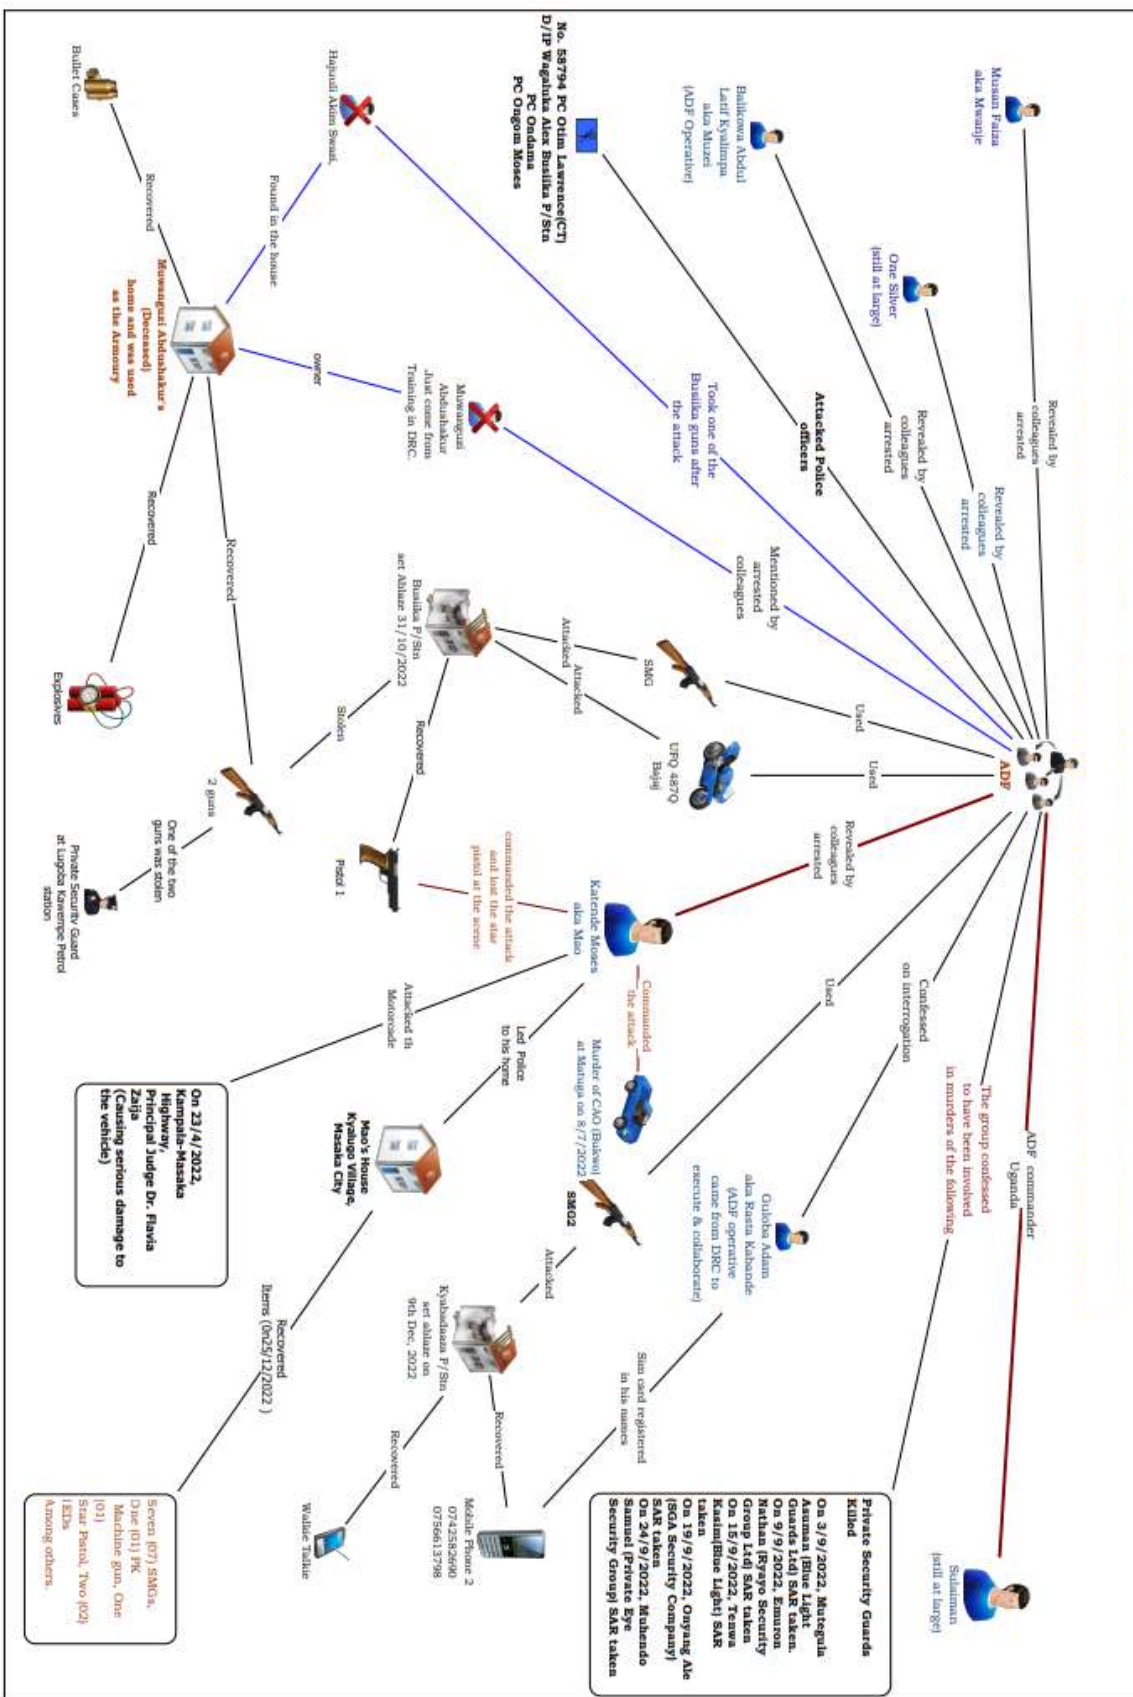 Musan Faiza
aka Mwanje
Revealed by
colleagues
arrested
One Silver
(still at large)
Revealed by
colleagues
arrested
Balikowa Abdul
Latif Kyalimpa
aka Muzei
(ADF Operative)
Revealed by
colleagues
arrested
No. 58794 PC Otim Lawrence(CT)
D/IP Wagaluka Alex Busiika P/Stn
PC Ondama
PC Ongom Moses
Attacked Police
officers
Hajuuli Akim Swazi,
Took one of the
Busiika guns after
the attack
Found in the house
Bullet Cases
Recovered
Muwanguzi Abdushakur's
(Deceased)
home and was used
as the Armoury
owner
Muwanguzi
Abdushakur
Just come from
Training in DRC.
Mentioned by
arrested
colleagues
Recovered
Explosives
Recovered
ADF
Used
SMG
Attacked
Used
UFQ 487Q
Bajaj
Attacked
Busiika P/Stn
set Ablaze 31/10/2022
Stolen
2 guns
One of the two
guns was stolen
Private Security Guard
at Lugoba Kawempe Petrol
station
Recovered
Pistol 1
commanded the attack
and lost the star
pistol at the scene
Revealed by
colleagues
arrested
Katende Moses
aka Mao
Commanded
the attack
Murder of CAO (Bukwo)
at Matuga on 8/7/2022
Attacked th
Motorcade
On 23/4/2022,
Kampala-Masaka
Highway,
Principal Judge Dr. Flavia
Zaija
(Causing serious damage to
the vehicle)
Led Police
to his home
Mao's House
Kyalugo Village,
Masaka City
Recovered
Items (0n25/12/2022 )
Seven (07) SMGs,
One (01) PK
Machine gun, One
(01)
Star Pistol, Two (02)
IEDs
Among others.
Used
SMG2
Attacked
Kyabadaaza P/Stn
set ablaze on
9th Dec, 2022
Recovered
Walkie Talkie
Recovered
Mobile Phone 2
0742582690
0756613798
Confessed
on interrogation
Guloba Adam
aka Rasta Kabande
(ADF operative
came from DRC to
execute & collaborate)
Sim card registered
in his names
The group confessed
to have been involved
in murders of the following
Private Security Guards
Killed
On 3/9/2022, Mutegula
Asuman (Blue Light
Guards Ltd) SAR taken.
On 9/9/2022, Emuron
Nathan (Ryayo Security
Group Ltd) SAR taken
On 15/9/2022, Tenwa
Kasim(Blue Light) SAR
taken
On 19/9/2022, Onyang Ale
(SGA Security Company)
SAR taken
On 24/9/2022, Muhendo
Samuel (Private Eye
Security Group) SAR taken
ADF commander
Uganda
Sulaiman
(still at large)